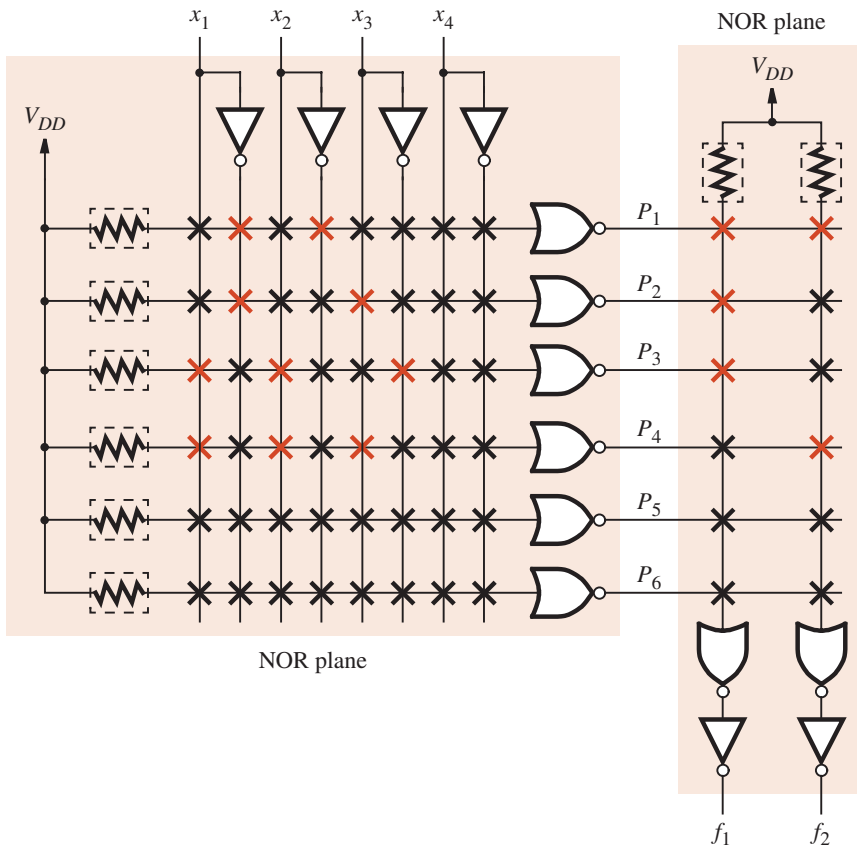 x1 x2 x3 x4
NOR plane
VDD
VDD
P1
P2
P3
P4
P5
P6
NOR plane
f1 f2